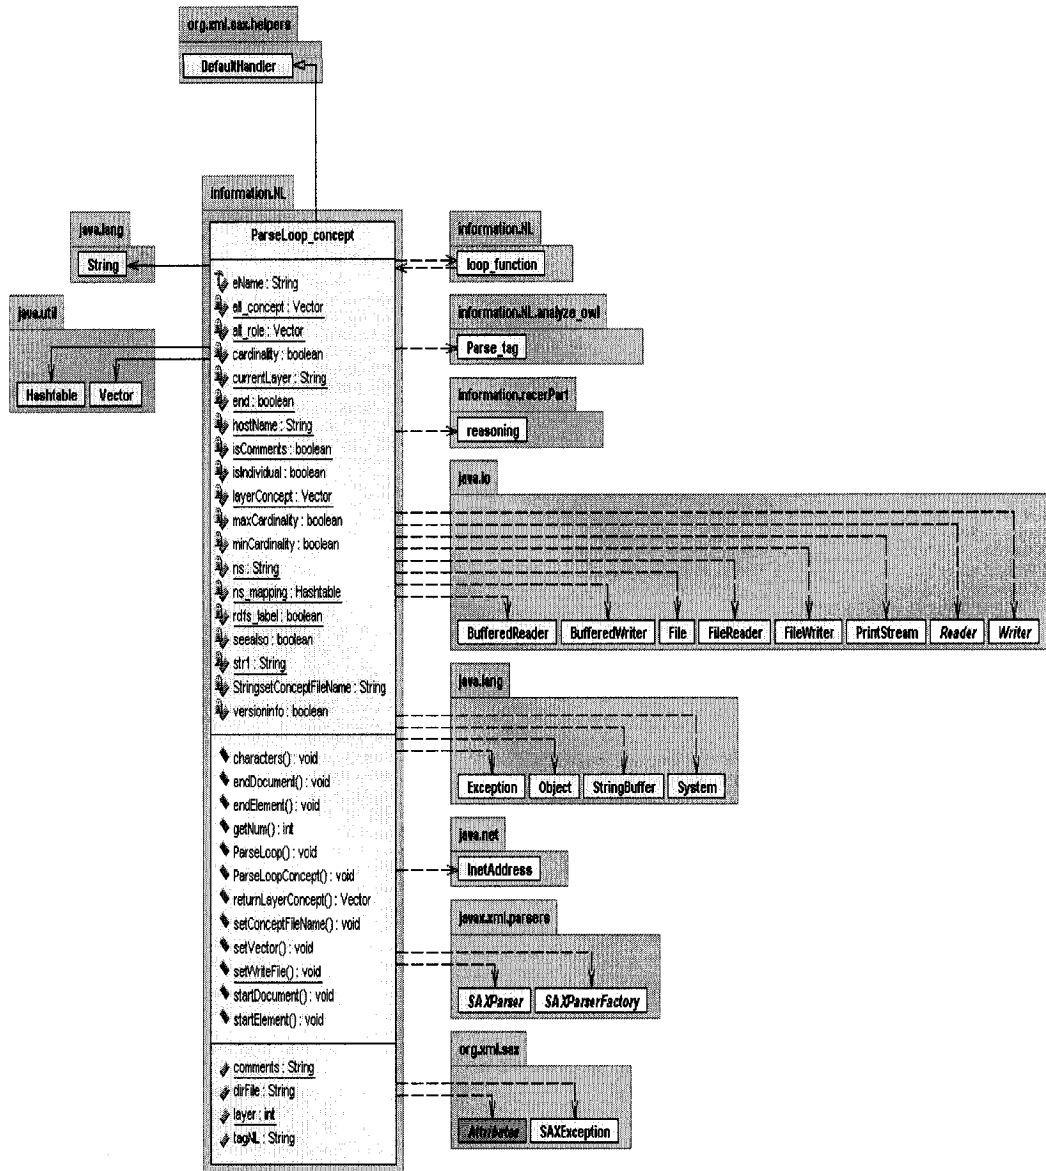 org.xml.sax.helpers
DefaultHandler
information.NL
java.lang
String
java.util
Hashtable
Vector
ParseLoop_concept
eName : String
all_concept : Vector
all_role : Vector
cardinality : boolean
currentLayer : String
end : boolean
hostName : String
isComments : boolean
isIndividual : boolean
layerConcept : Vector
maxCardinality : boolean
minCardinality : boolean
ns : String
ns_mapping : Hashtable
rdfs_label : boolean
seealso : boolean
str1 : String
StringsetConceptFileName : String
versioninfo : boolean
characters() : void
endDocument() : void
endElement() : void
getNum() : int
ParseLoop() : void
ParseLoopConcept() : void
returnLayerConcept() : Vector
setConceptFileName() : void
setVector() : void
setWriteFile() : void
startDocument() : void
startElement() : void
comments : String
dirFile : String
layer : int
tagNL : String
information.NL
loop_function
information.NL.analyze_owl
Parse_tag
information.racerPart
reasoning
java.io
BufferedReader
BufferedWriter
File
FileReader
FileWriter
PrintStream
Reader
Writer
java.lang
Exception
Object
StringBuffer
System
java.net
InetAddress
javax.xml.parsers
SAXParser
SAXParserFactory
org.xml.sax
Attributes
SAXException